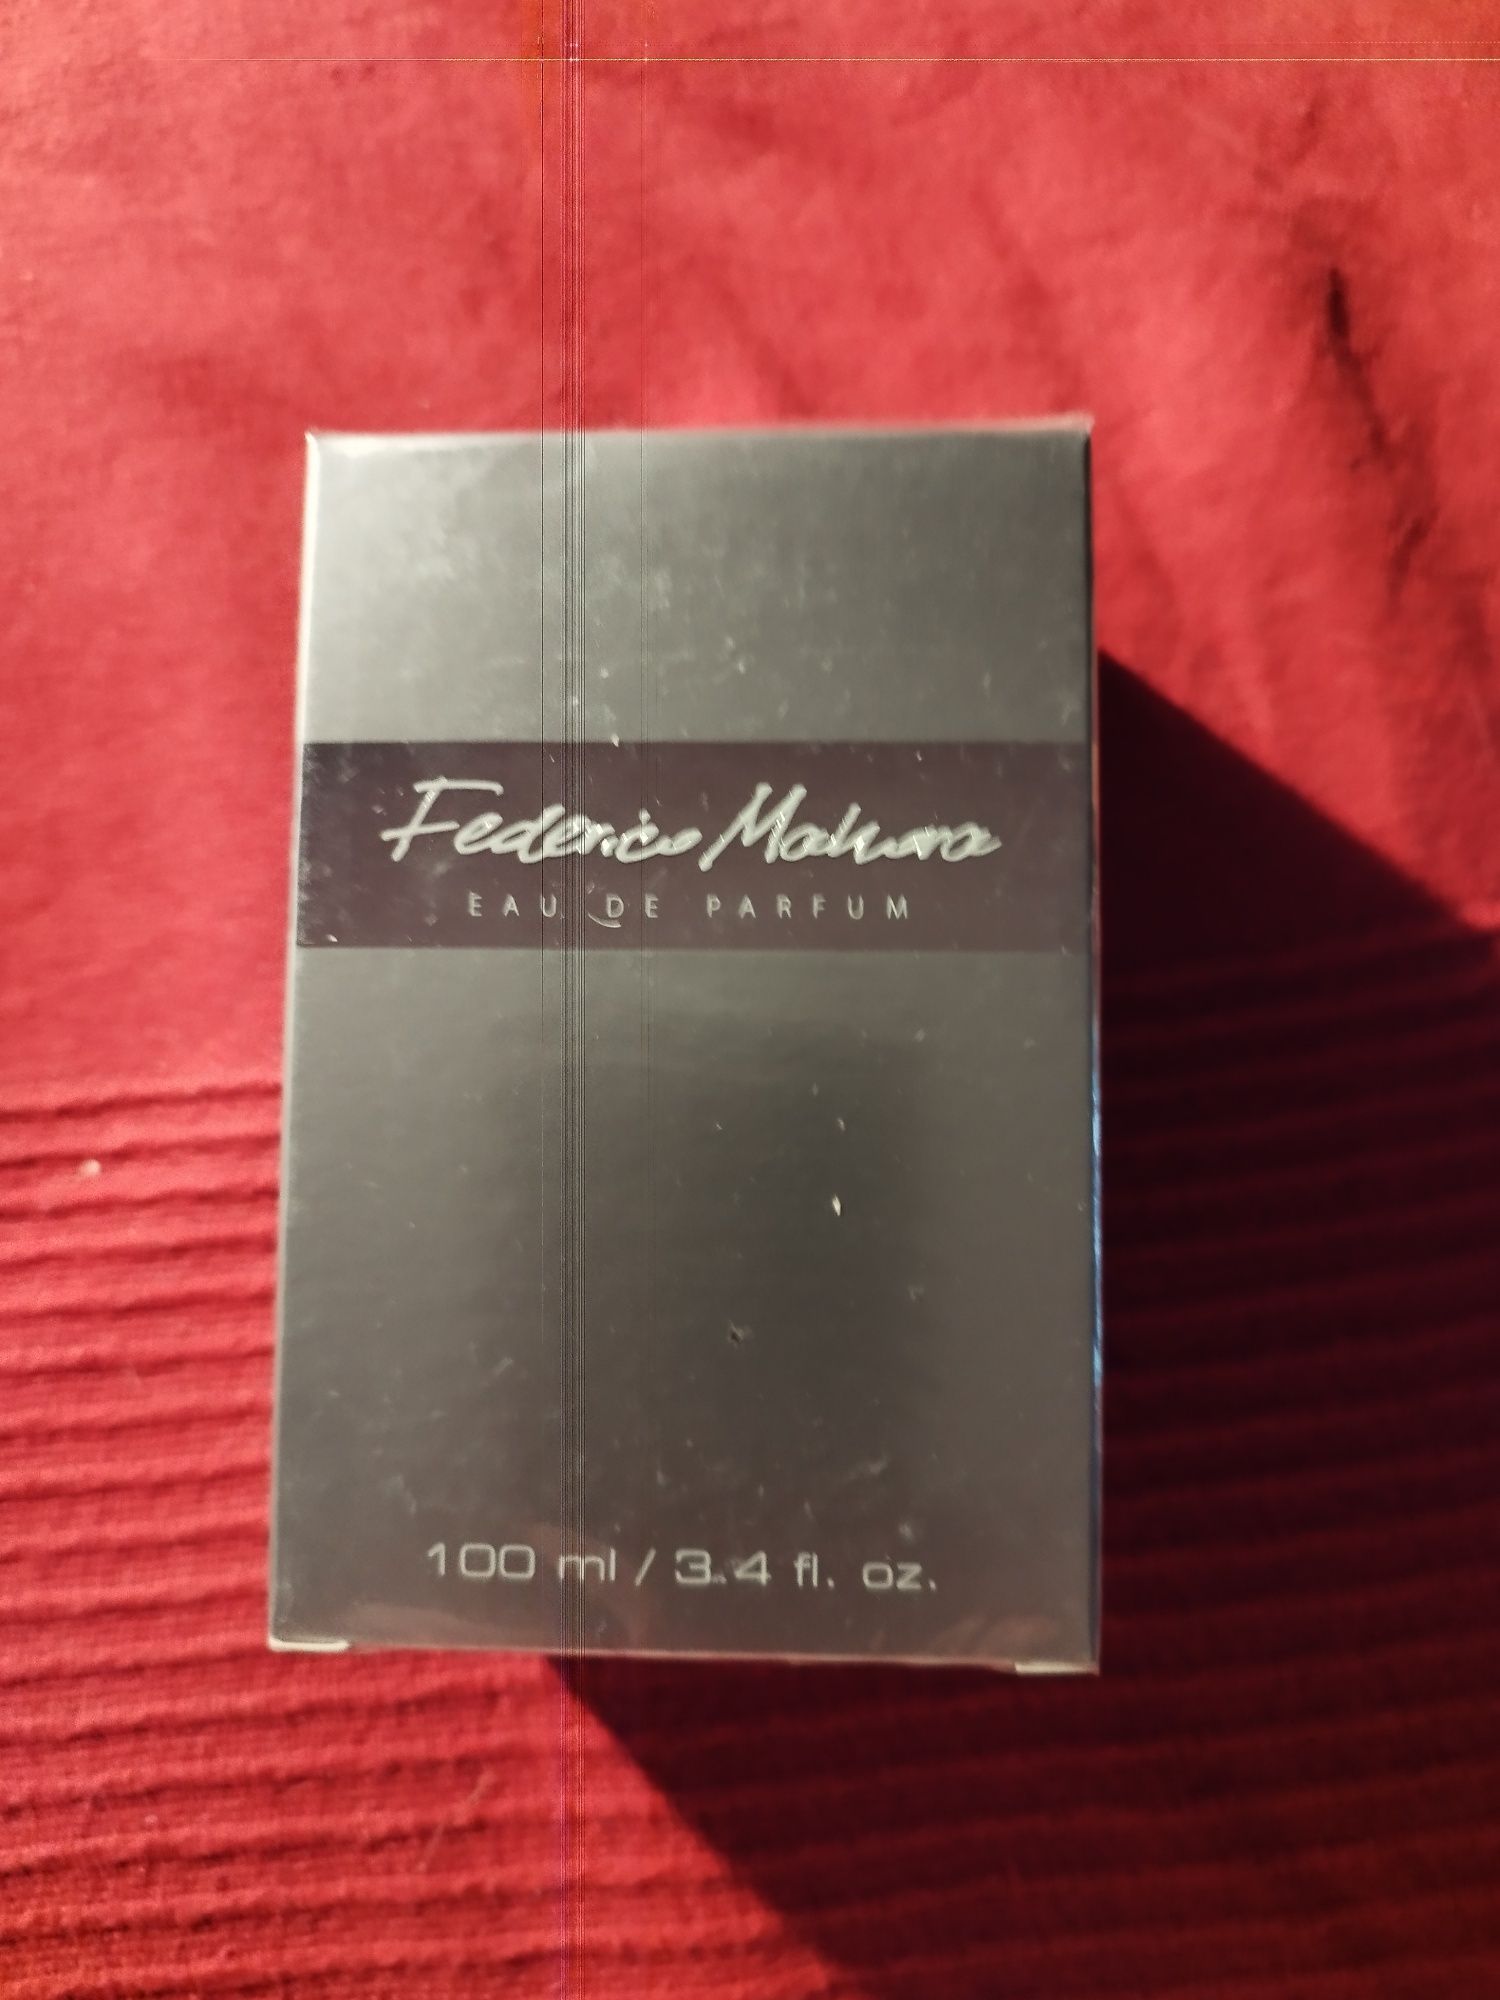 Federico Mahora
EAU DE PARFUM
100 ml / 3.4 fl. oz.